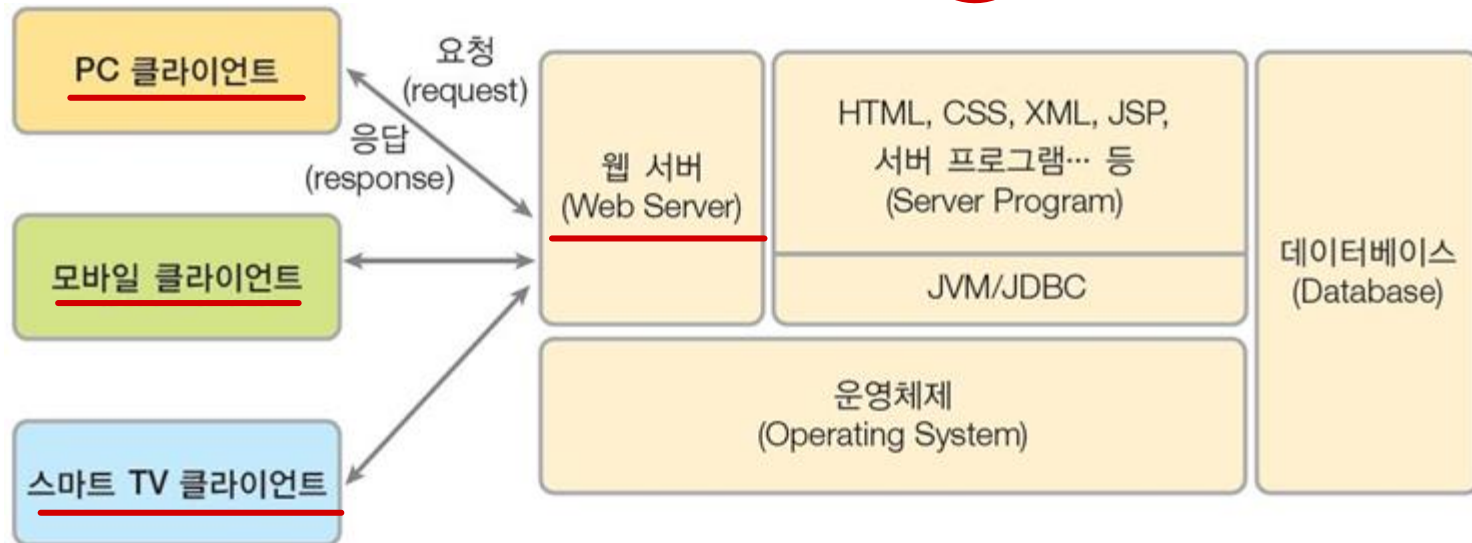 PC 클라이언트
요청
(request)
응답
(response)
모바일 클라이언트
스마트 TV 클라이언트
웹 서버
(Web Server)
HTML, CSS, XML, JSP,
서버 프로그램… 등
(Server Program)
JVM/JDBC
운영체제
(Operating System)
데이터베이스
(Database)